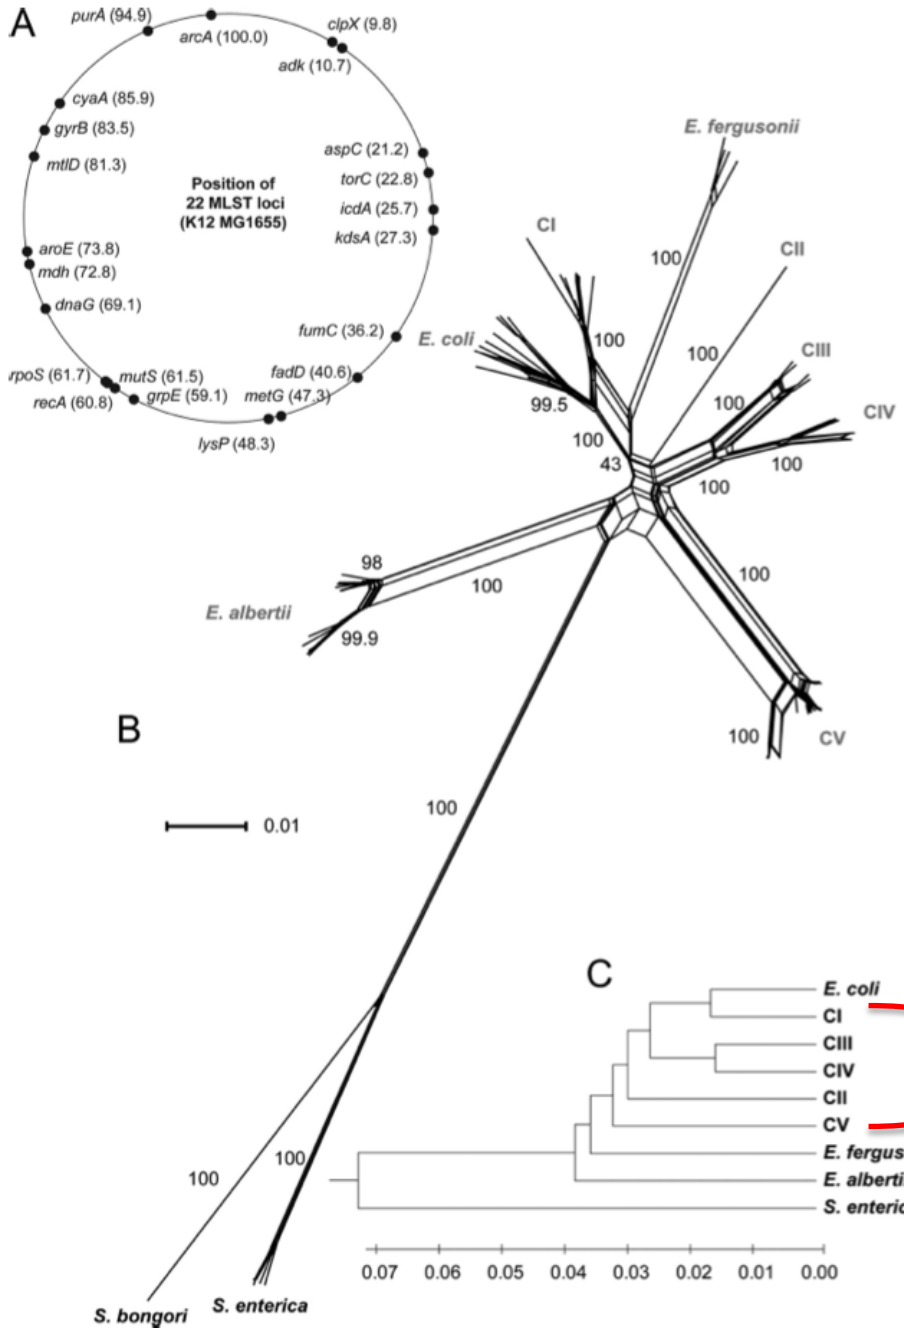 A
purA (94.9)
arcA (100.0)
clpX (9.8)
adk (10.7)
cyaA (85.9)
gyrB (83.5)
mtlD (81.3)
aspC (21.2)
torC (22.8)
icdA (25.7)
kdsA (27.3)
Position of
22 MLST loci
(K12 MG1655)
aroE (73.8)
mdh (72.8)
dnaG (69.1)
fumC (36.2)
fadD (40.6)
rpoS (61.7)
mutS (61.5)
recA (60.8)
grpE (59.1)
metG (47.3)
lysP (48.3)
B
E. fergusonii
CI
100
CII
E. coli
100
100
CIII
99.5
100
100
CIV
43
100
100
98
100
100
E. albertii
99.9
100
CV
100
0.01
100
100
S. bongori
S. enterica
C
E. coli
CI
CIII
CIV
CII
CV
E. fergus
E. alberti
S. enteric
0.07 0.06 0.05 0.04 0.03 0.02 0.01 0.00